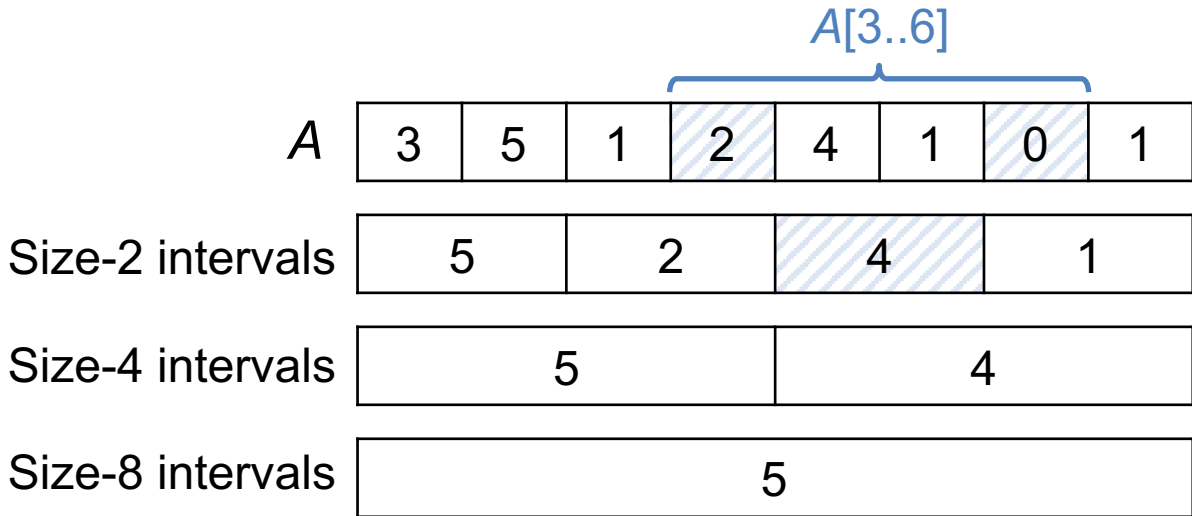 A[3..6]
A 3 5 1 2 4 1 0 1
Size-2 intervals 5 2 4 1
Size-4 intervals 5 4
Size-8 intervals 5